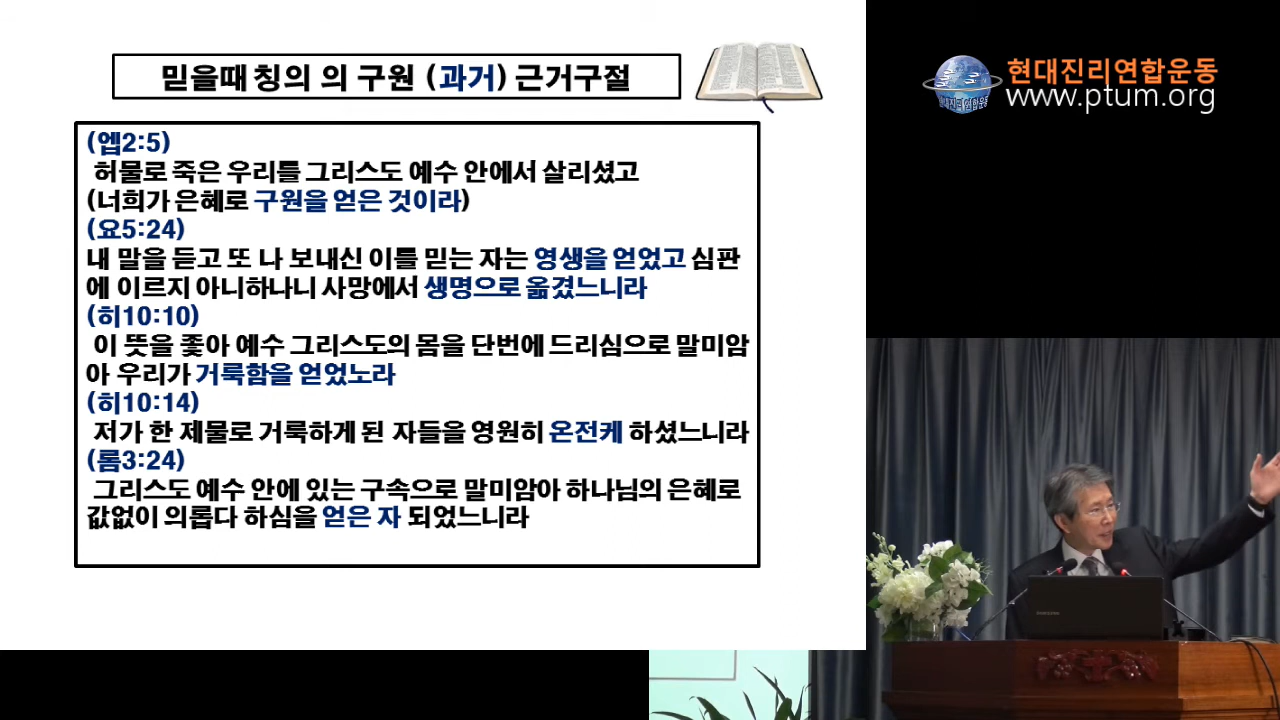 믿을때 칭의 의 구원 (과거) 근거구절
(엡2:5)
허물로 죽은 우리를 그리스도 예수 안에서 살리셨고
(너희가 은혜로 구원을 얻은 것이라)
(요5:24)
내 말을 듣고 또 나 보내신 이를 믿는 자는 영생을 얻었고 심판
에 이르지 아니하나니 사망에서 생명으로 옮겼느니라
(히10:10)
이 뜻을 좇아 예수 그리스도의 몸을 단번에 드리심으로 말미암
아 우리가 거룩함을 얻었노라
(히10:14)
저가 한 제물로 거룩하게 된 자들을 영원히 온전케 하셨느니라
(롬3:24)
그리스도 예수 안에 있는 구속으로 말미암아 하나님의 은혜로
값없이 의롭다 하심을 얻은 자 되었느니라
현대진리연합운동
www.ptum.org
현대진리연합운동
SAMSUNG